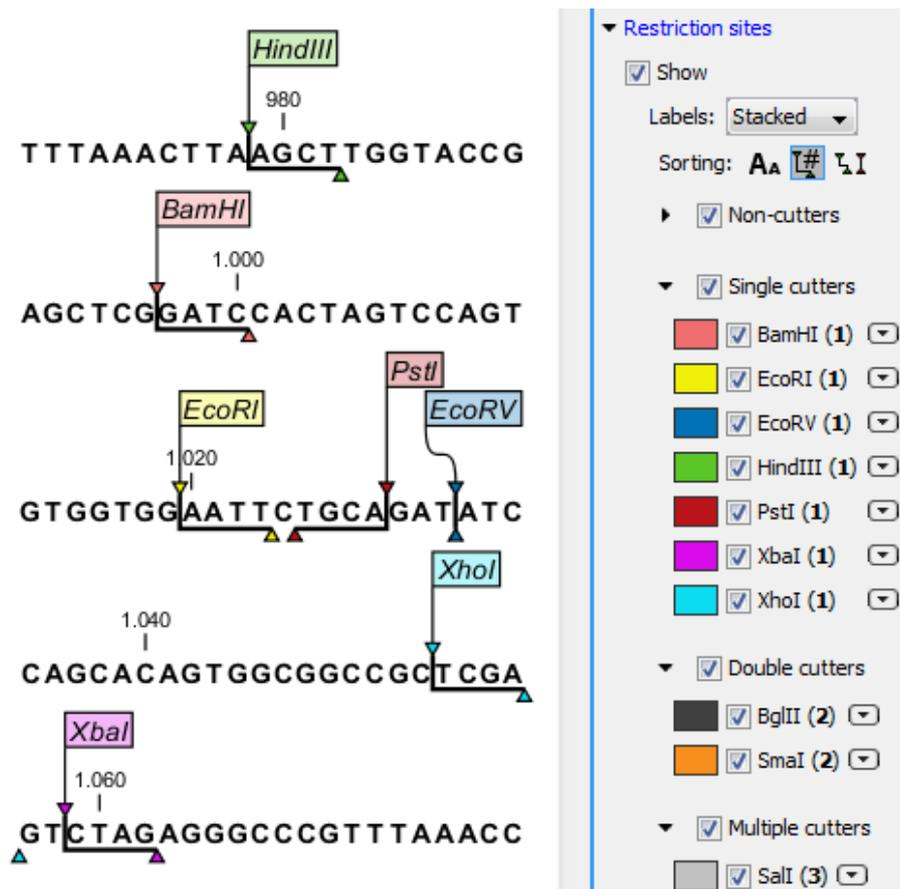 HindIII
980
TTTAAACTTAAGCTTGGTACCG
BamHI
1.000
AGCTCGGATCCACTAGTCCAGT
PstI
EcoRI
EcoRV
1.020
GTGGTGGAATTCTGCAGATATC
XhoI
1.040
CAGCACAGTGGCGGCCGCTCGA
XbaI
1.060
GTCTAGAGGGCCCGTTTAAACC
Restriction sites
Show
Labels: Stacked
Sorting: AA #
Non-cutters
Single cutters
BamHI (1)
EcoRI (1)
EcoRV (1)
HindIII (1)
PstI (1)
XbaI (1)
XhoI (1)
Double cutters
BglII (2)
SmaI (2)
Multiple cutters
SalI (3)